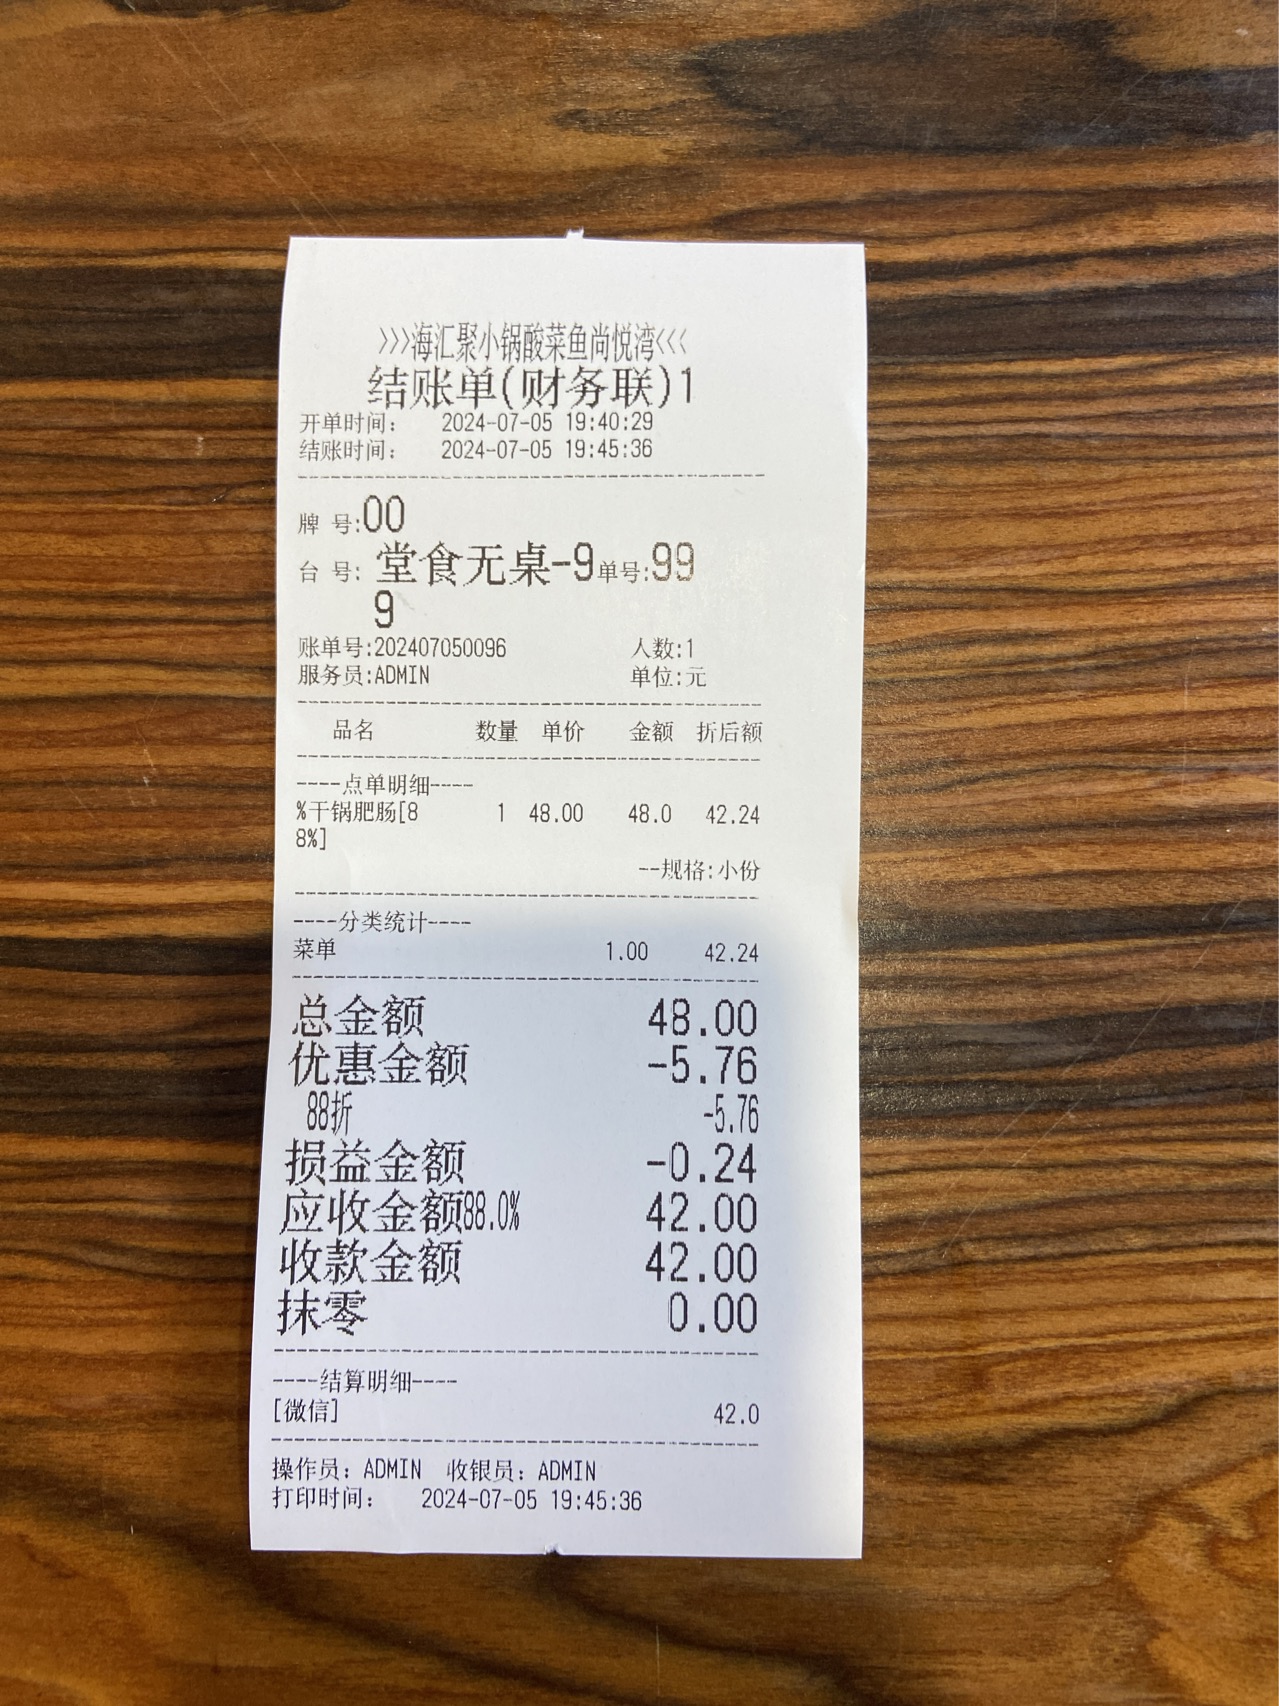 >>>海汇聚小锅酸菜鱼尚悦湾<<<
结账单(财务联)1
开单时间: 2024-07-05 19:40:29
结账时间: 2024-07-05 19:45:36
牌 号:00
台 号: 堂食无桌-9单号:99
9
账单号:202407050096 人数:1
服务员:ADMIN 单位:元
品名 数量 单价 金额 折后额
----点单明细----
%干锅肥肠[8 1 48.00 48.0 42.24
8%]
--规格:小份
----分类统计----
菜单 1.00 42.24
总金额 48.00
优惠金额 -5.76
88折 -5.76
损益金额 -0.24
应收金额88.0% 42.00
收款金额 42.00
抹零 0.00
----结算明细----
[微信] 42.0
操作员: ADMIN 收银员: ADMIN
打印时间: 2024-07-05 19:45:36